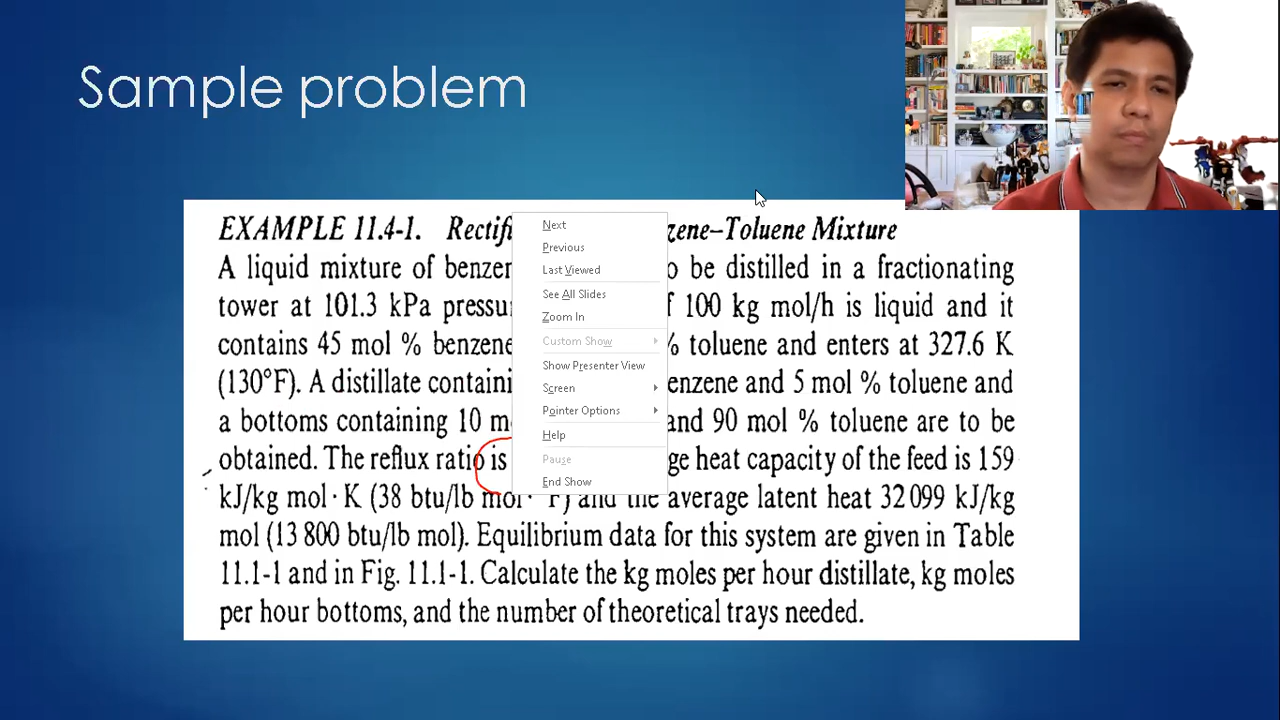 Sample problem
EXAMPLE 11.4-1. Rectifi zene–Toluene Mixture
A liquid mixture of benzen o be distilled in a fractionating
tower at 101.3 kPa pressu f 100 kg mol/h is liquid and it
contains 45 mol % benzene % toluene and enters at 327.6 K
(130°F). A distillate containi enzene and 5 mol % toluene and
a bottoms containing 10 m and 90 mol % toluene are to be
obtained. The reflux ratio is ge heat capacity of the feed is 159
kJ/kg mol · K (38 btu/lb mol · °F) and the average latent heat 32 099 kJ/kg
mol (13 800 btu/lb mol). Equilibrium data for this system are given in Table
11.1-1 and in Fig. 11.1-1. Calculate the kg moles per hour distillate, kg moles
per hour bottoms, and the number of theoretical trays needed.
Next
Previous
Last Viewed
See All Slides
Zoom In
Custom Show
Show Presenter View
Screen
Pointer Options
Help
Pause
End Show